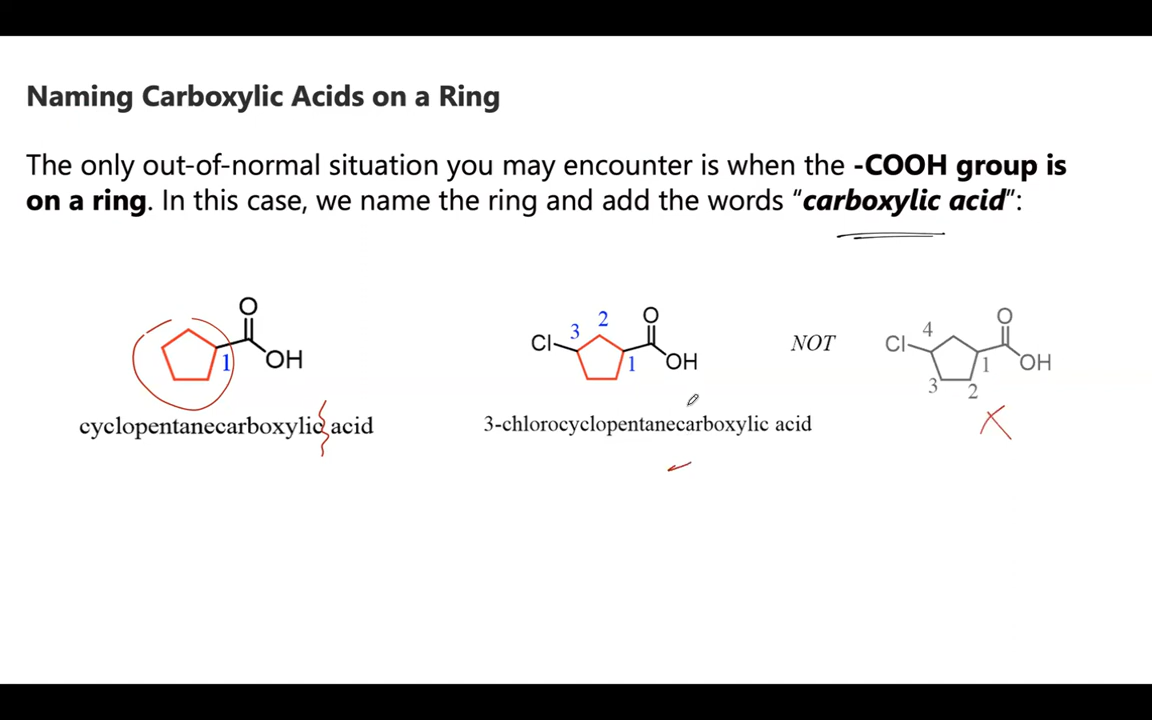 Naming Carboxylic Acids on a Ring
The only out-of-normal situation you may encounter is when the -COOH group is
on a ring. In this case, we name the ring and add the words “carboxylic acid”:
O
1
OH
cyclopentanecarboxylic acid
O
2
3
Cl
1
OH
3-chlorocyclopentanecarboxylic acid
NOT
O
4
Cl
1
OH
3
2